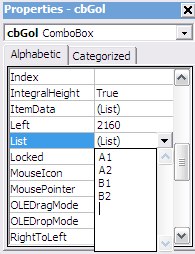 Properties - cbGol
cbGol ComboBox
Alphabetic Categorized
Index
IntegralHeight True
ItemData (List)
Left 2160
List (List)
Locked A1
MouseIcon A2
MousePointer B1
OLEDragMode B2
OLEDropMode
RightToLeft